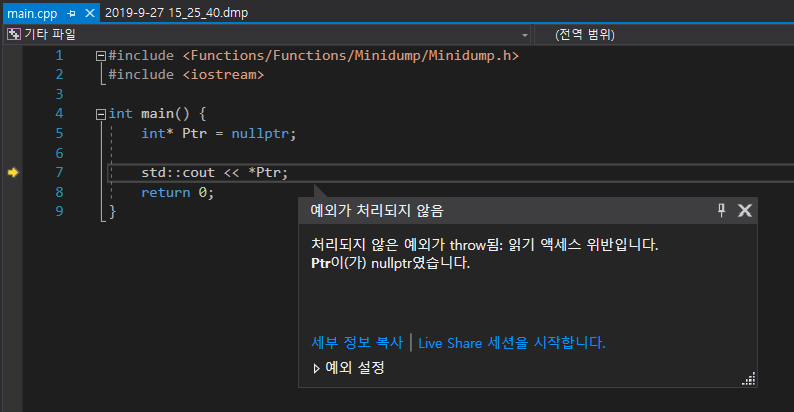 main.cpp 2019-9-27 15_25_40.dmp
기타 파일 (전역 범위)
1 #include <Functions/Functions/Minidump/Minidump.h>
2 #include <iostream>
3
4 int main() {
5 int* Ptr = nullptr;
6
7 std::cout << *Ptr;
8 return 0;
9 }
예외가 처리되지 않음
처리되지 않은 예외가 throw됨: 읽기 액세스 위반입니다.
Ptr이(가) nullptr였습니다.
세부 정보 복사 | Live Share 세션을 시작합니다.
예외 설정